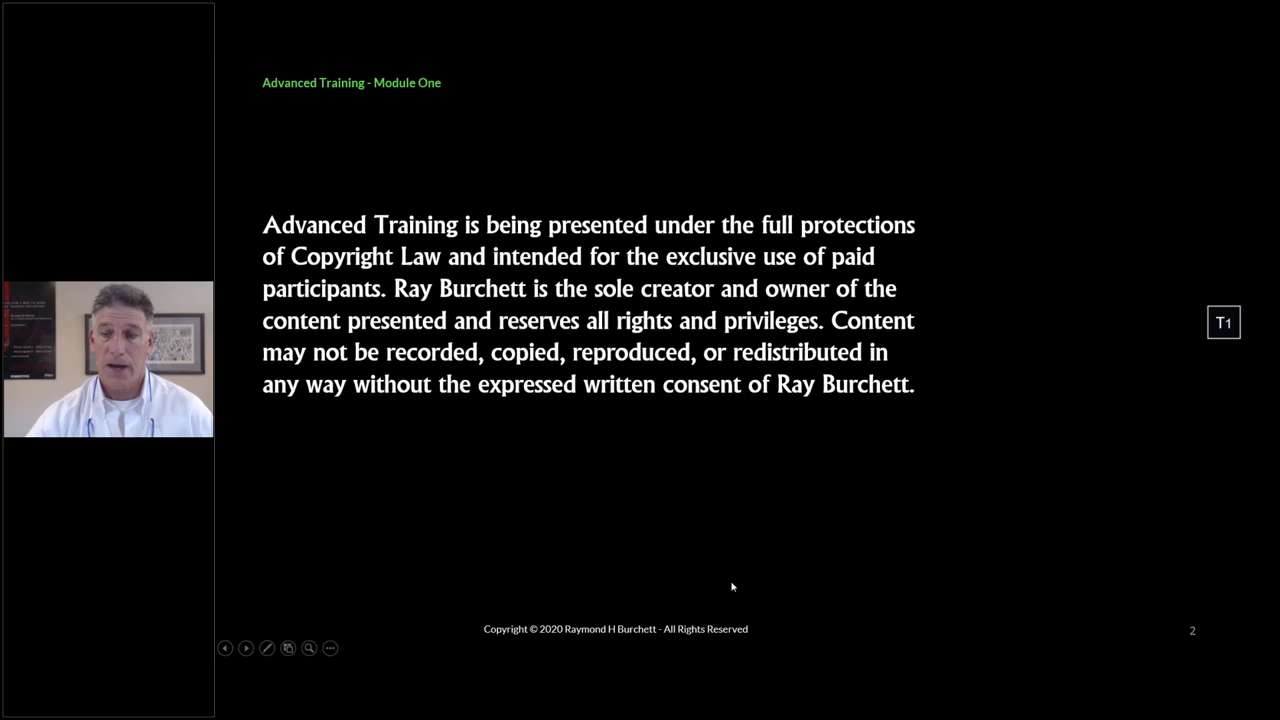 Advanced Training - Module One
Advanced Training is being presented under the full protections
of Copyright Law and intended for the exclusive use of paid
participants. Ray Burchett is the sole creator and owner of the
content presented and reserves all rights and privileges. Content
may not be recorded, copied, reproduced, or redistributed in
any way without the expressed written consent of Ray Burchett.
T1
Copyright © 2020 Raymond H Burchett - All Rights Reserved
2